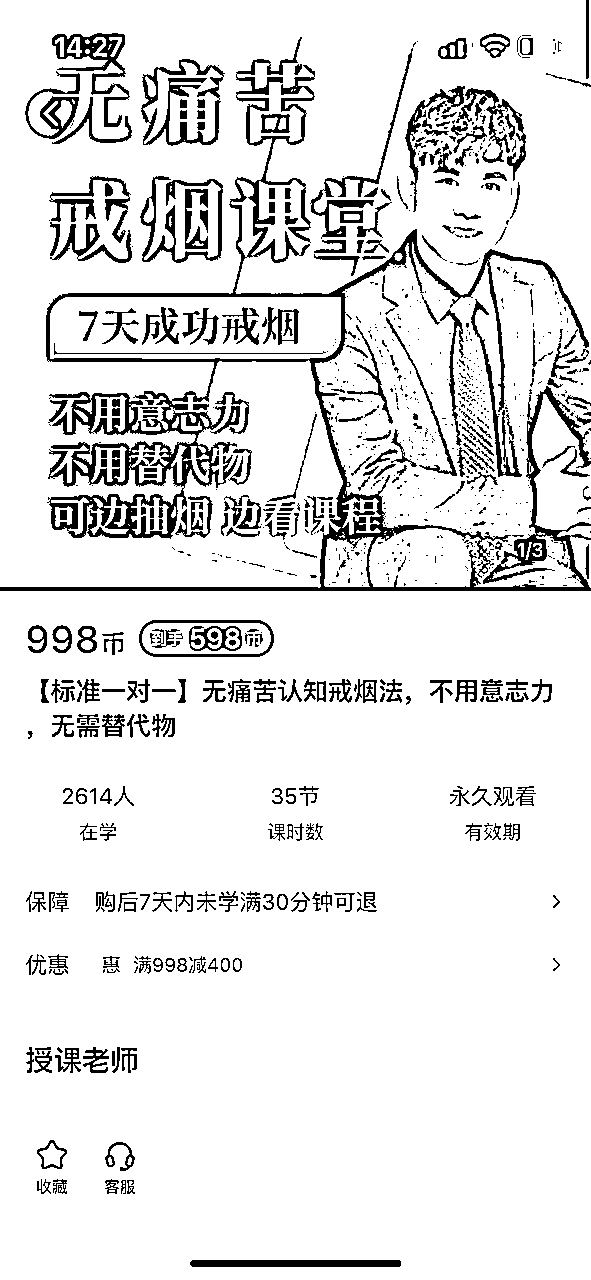 14:27
无痛苦
戒烟课堂
7天成功戒烟
不用意志力
不用替代物
可边抽烟 边看课程
1/3
998币 到手598币
【标准一对一】无痛苦认知戒烟法，不用意志力
，无需替代物
2614人 35节 永久观看
在学 课时数 有效期
保障 购后7天内未学满30分钟可退
优惠 惠 满998减400
授课老师
收藏 客服